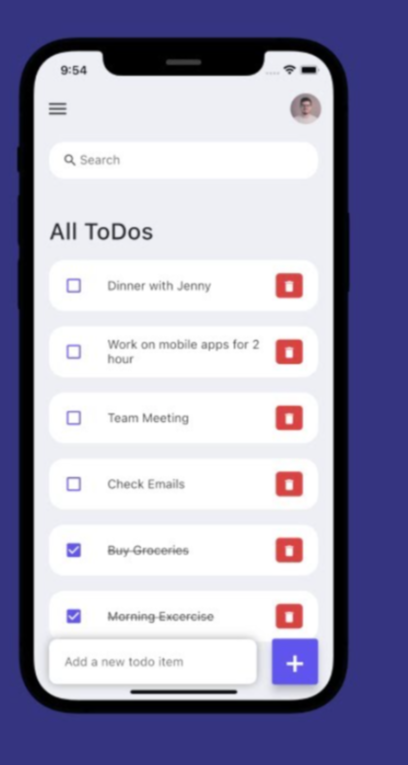 9:54
Search
All ToDos
Dinner with Jenny
Work on mobile apps for 2
hour
Team Meeting
Check Emails
Buy Groceries
Morning Excercise
Add a new todo item